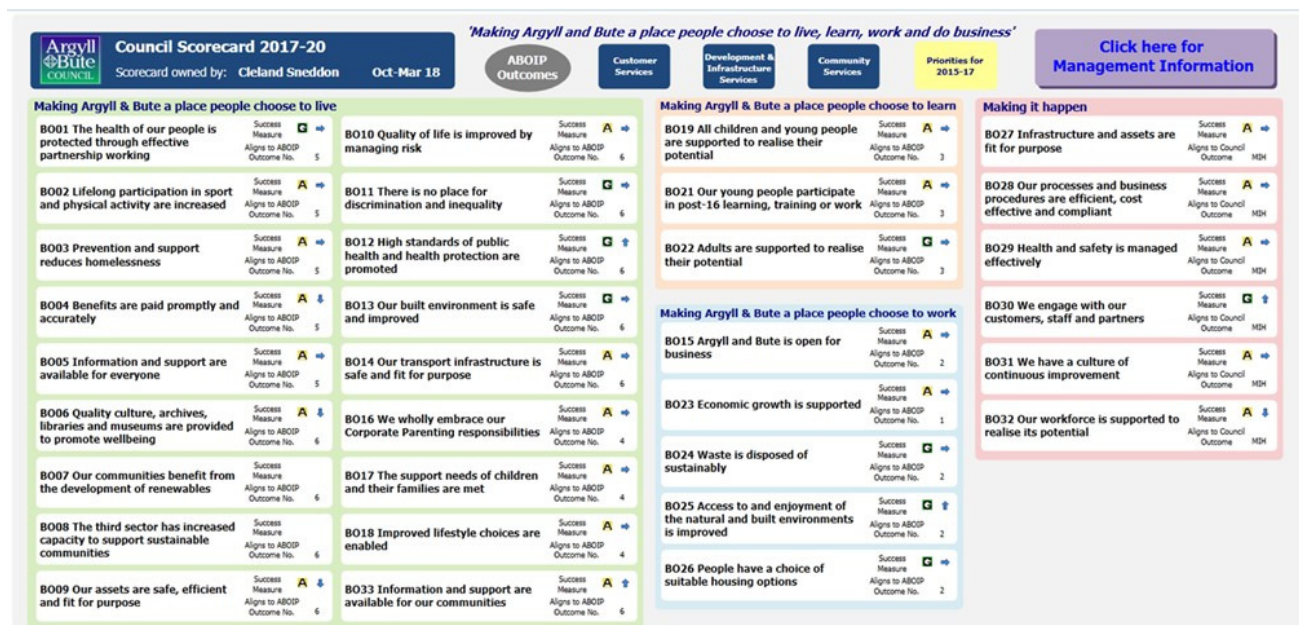 'Making Argyll and Bute a place people choose to live, learn, work and do business'
Argyll
&Bute
COUNCIL
Council Scorecard 2017-20
Scorecard owned by: Cleland Sneddon Oct-Mar 18
ABOIP
Outcomes
Customer
Services
Development &
Infrastructure
Services
Community
Services
Priorities for
2015-17
Click here for
Management Information
Making Argyll & Bute a place people choose to live
BO01 The health of our people is
protected through effective
partnership working
Success
Measure
G
Aligns to ABOIP
Outcome No. 5
BO02 Lifelong participation in sport
and physical activity are increased
Success
Measure
A
Aligns to ABOIP
Outcome No. 5
BO03 Prevention and support
reduces homelessness
Success
Measure
A
Aligns to ABOIP
Outcome No. 5
BO04 Benefits are paid promptly and
accurately
Success
Measure
A
Aligns to ABOIP
Outcome No. 5
BO05 Information and support are
available for everyone
Success
Measure
A
Aligns to ABOIP
Outcome No. 5
BO06 Quality culture, archives,
libraries and museums are provided
to promote wellbeing
Success
Measure
A
Aligns to ABOIP
Outcome No. 6
BO07 Our communities benefit from
the development of renewables
Success
Measure
Aligns to ABOIP
Outcome No. 6
BO08 The third sector has increased
capacity to support sustainable
communities
Success
Measure
Aligns to ABOIP
Outcome No. 6
BO09 Our assets are safe, efficient
and fit for purpose
Success
Measure
A
Aligns to ABOIP
Outcome No. 6
BO10 Quality of life is improved by
managing risk
Success
Measure
A
Aligns to ABOIP
Outcome No. 6
BO11 There is no place for
discrimination and inequality
Success
Measure
G
Aligns to ABOIP
Outcome No. 6
BO12 High standards of public
health and health protection are
promoted
Success
Measure
G
Aligns to ABOIP
Outcome No. 6
BO13 Our built environment is safe
and improved
Success
Measure
G
Aligns to ABOIP
Outcome No. 6
BO14 Our transport infrastructure is
safe and fit for purpose
Success
Measure
A
Aligns to ABOIP
Outcome No. 6
BO16 We wholly embrace our
Corporate Parenting responsibilities
Success
Measure
A
Aligns to ABOIP
Outcome No. 4
BO17 The support needs of children
and their families are met
Success
Measure
A
Aligns to ABOIP
Outcome No. 4
BO18 Improved lifestyle choices are
enabled
Success
Measure
A
Aligns to ABOIP
Outcome No. 4
BO33 Information and support are
available for our communities
Success
Measure
A
Aligns to ABOIP
Outcome No. 6
Making Argyll & Bute a place people choose to learn
BO19 All children and young people
are supported to realise their
potential
Success
Measure
A
Aligns to ABOIP
Outcome No. 3
BO21 Our young people participate
in post-16 learning, training or work
Success
Measure
A
Aligns to ABOIP
Outcome No. 3
BO22 Adults are supported to realise
their potential
Success
Measure
G
Aligns to ABOIP
Outcome No. 3
Making Argyll & Bute a place people choose to work
BO15 Argyll and Bute is open for
business
Success
Measure
A
Aligns to ABOIP
Outcome No. 2
BO23 Economic growth is supported
Success
Measure
A
Aligns to ABOIP
Outcome No. 1
BO24 Waste is disposed of
sustainably
Success
Measure
G
Aligns to ABOIP
Outcome No. 2
BO25 Access to and enjoyment of
the natural and built environments
is improved
Success
Measure
G
Aligns to ABOIP
Outcome No. 2
BO26 People have a choice of
suitable housing options
Success
Measure
G
Aligns to ABOIP
Outcome No. 2
Making it happen
BO27 Infrastructure and assets are
fit for purpose
Success
Measure
A
Aligns to Council
Outcome MIH
BO28 Our processes and business
procedures are efficient, cost
effective and compliant
Success
Measure
A
Aligns to Council
Outcome MIH
BO29 Health and safety is managed
effectively
Success
Measure
A
Aligns to Council
Outcome MIH
BO30 We engage with our
customers, staff and partners
Success
Measure
G
Aligns to Council
Outcome MIH
BO31 We have a culture of
continuous improvement
Success
Measure
A
Aligns to Council
Outcome MIH
BO32 Our workforce is supported to
realise its potential
Success
Measure
A
Aligns to Council
Outcome MIH